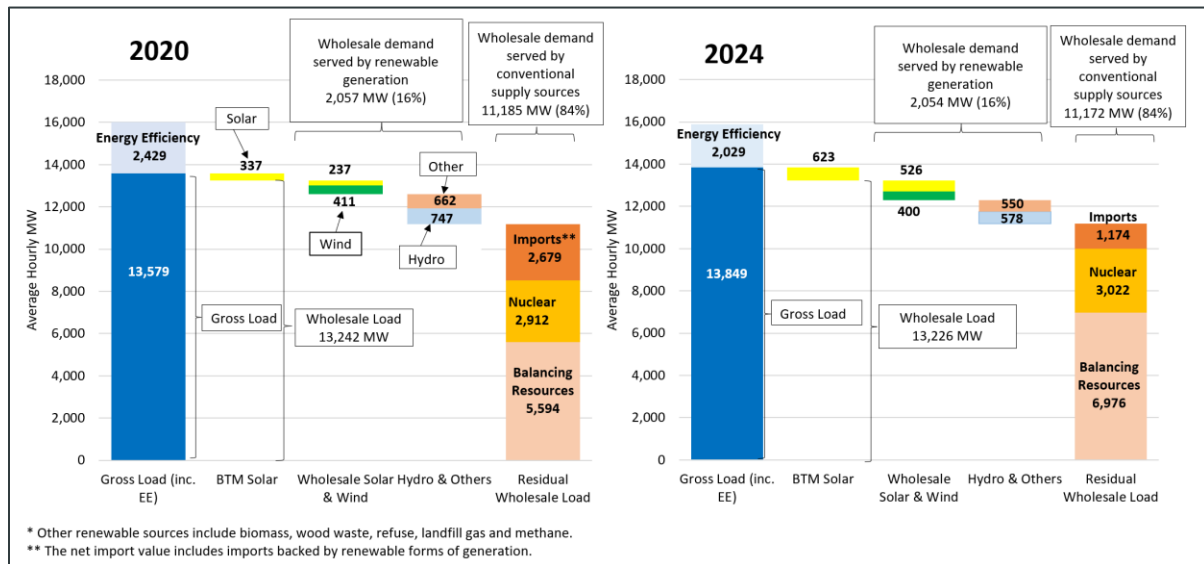 2020
Wholesale demand
served by renewable
generation
2,057 MW (16%)
Wholesale demand
served by
conventional
supply sources
11,185 MW (84%)
Average Hourly MW
18,000
16,000
14,000
12,000
10,000
8,000
6,000
4,000
2,000
0
Energy Efficiency
2,429
13,579
Solar
337
237
411
Wind
Other
662
747
Hydro
Gross Load
Wholesale Load
13,242 MW
Imports**
2,679
Nuclear
2,912
Balancing
Resources
5,594
Gross Load (inc.
EE)
BTM Solar
Wholesale Solar
& Wind
Hydro & Others
Residual
Wholesale Load
2024
Wholesale demand
served by renewable
generation
2,054 MW (16%)
Wholesale demand
served by
conventional
supply sources
11,172 MW (84%)
Average Hourly MW
18,000
16,000
14,000
12,000
10,000
8,000
6,000
4,000
2,000
0
Energy Efficiency
2,029
13,849
623
526
400
550
578
Gross Load
Wholesale Load
13,226 MW
Imports
1,174
Nuclear
3,022
Balancing
Resources
6,976
Gross Load (inc.
EE)
BTM Solar
Wholesale
Solar & Wind
Hydro & Others
Residual
Wholesale Load
* Other renewable sources include biomass, wood waste, refuse, landfill gas and methane.
** The net import value includes imports backed by renewable forms of generation.